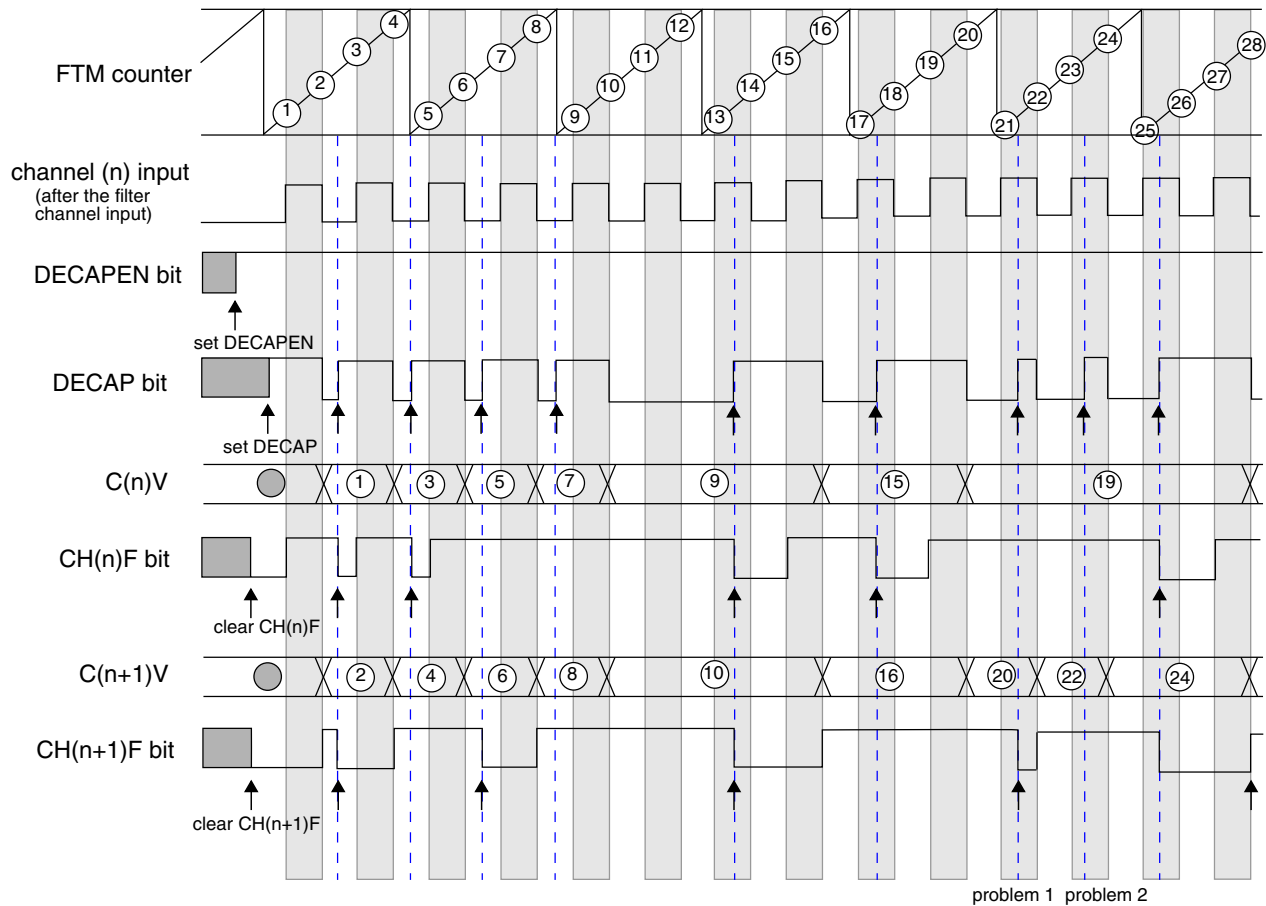 4
8
12
16
20
24
28
3
7
11
15
19
23
27
FTM counter
2
6
10
14
18
22
26
1
5
9
13
17
21
25
channel (n) input
(after the filter
channel input)
DECAPEN bit
set DECAPEN
DECAP bit
set DECAP
C(n)V
1
3
5
7
9
15
19
CH(n)F bit
clear CH(n)F
C(n+1)V
2
4
6
8
10
16
20
22
24
CH(n+1)F bit
clear CH(n+1)F
problem 1 problem 2